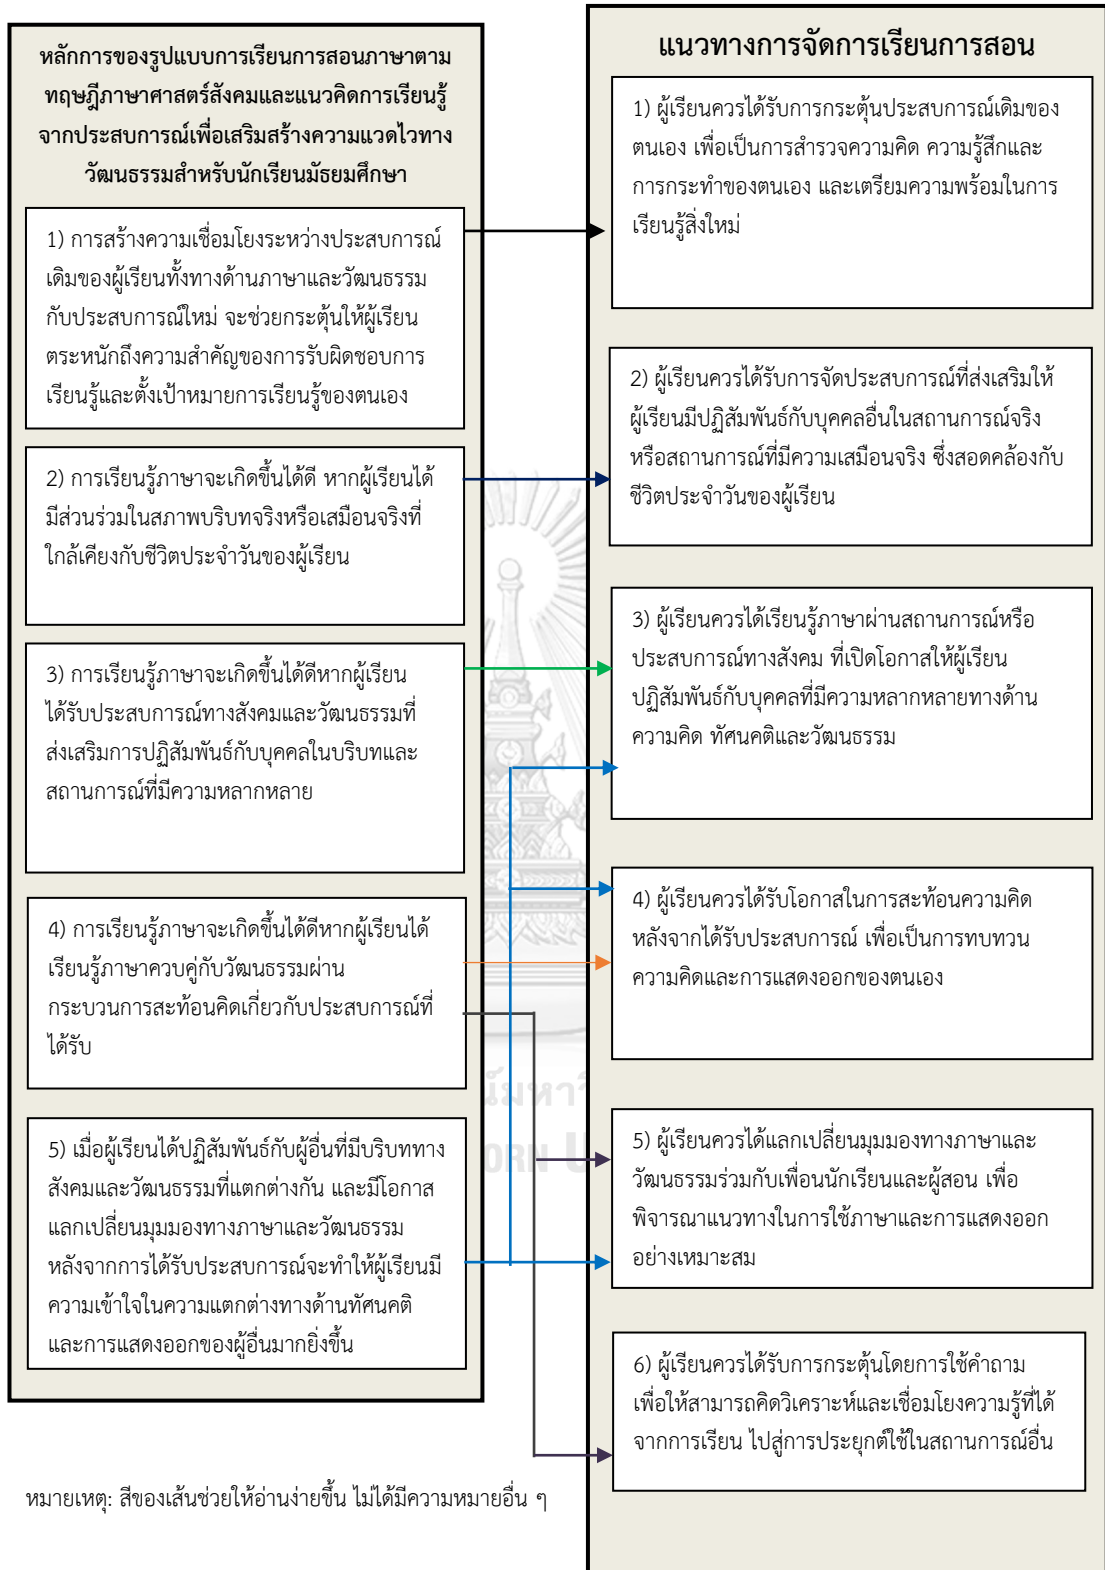 หลักการของรูปแบบการเรียนการสอนภาษาตาม
ทฤษฎีภาษาศาสตร์สังคมและแนวคิดการเรียนรู้
จากประสบการณ์เพื่อเสริมสร้างความแวดไวทาง
วัฒนธรรมสำหรับนักเรียนมัธยมศึกษา
1) การสร้างความเชื่อมโยงระหว่างประสบการณ์
เดิมของผู้เรียนทั้งทางด้านภาษาและวัฒนธรรม
กับประสบการณ์ใหม่ จะช่วยกระตุ้นให้ผู้เรียน
ตระหนักถึงความสำคัญของการรับผิดชอบการ
เรียนรู้และตั้งเป้าหมายการเรียนรู้ของตนเอง
2) การเรียนรู้ภาษาจะเกิดขึ้นได้ดี หากผู้เรียนได้
มีส่วนร่วมในสภาพบริบทจริงหรือเสมือนจริงที่
ใกล้เคียงกับชีวิตประจำวันของผู้เรียน
3) การเรียนรู้ภาษาจะเกิดขึ้นได้ดีหากผู้เรียน
ได้รับประสบการณ์ทางสังคมและวัฒนธรรมที่
ส่งเสริมการปฏิสัมพันธ์กับบุคคลในบริบทและ
สถานการณ์ที่มีความหลากหลาย
4) การเรียนรู้ภาษาจะเกิดขึ้นได้ดีหากผู้เรียนได้
เรียนรู้ภาษาควบคู่กับวัฒนธรรมผ่าน
กระบวนการสะท้อนคิดเกี่ยวกับประสบการณ์ที่
ได้รับ
5) เมื่อผู้เรียนได้ปฏิสัมพันธ์กับผู้อื่นที่มีบริบททาง
สังคมและวัฒนธรรมที่แตกต่างกัน และมีโอกาส
แลกเปลี่ยนมุมมองทางภาษาและวัฒนธรรม
หลังจากการได้รับประสบการณ์จะทำให้ผู้เรียนมี
ความเข้าใจในความแตกต่างทางด้านทัศนคติ
และการแสดงออกของผู้อื่นมากยิ่งขึ้น
แนวทางการจัดการเรียนการสอน
1) ผู้เรียนควรได้รับการกระตุ้นประสบการณ์เดิมของ
ตนเอง เพื่อเป็นการสำรวจความคิด ความรู้สึกและ
การกระทำของตนเอง และเตรียมความพร้อมในการ
เรียนรู้สิ่งใหม่
2) ผู้เรียนควรได้รับการจัดประสบการณ์ที่ส่งเสริมให้
ผู้เรียนมีปฏิสัมพันธ์กับบุคคลอื่นในสถานการณ์จริง
หรือสถานการณ์ที่มีความเสมือนจริง ซึ่งสอดคล้องกับ
ชีวิตประจำวันของผู้เรียน
3) ผู้เรียนควรได้เรียนรู้ภาษาผ่านสถานการณ์หรือ
ประสบการณ์ทางสังคม ที่เปิดโอกาสให้ผู้เรียน
ปฏิสัมพันธ์กับบุคคลที่มีความหลากหลายทางด้าน
ความคิด ทัศนคติและวัฒนธรรม
4) ผู้เรียนควรได้รับโอกาสในการสะท้อนความคิด
หลังจากได้รับประสบการณ์ เพื่อเป็นการทบทวน
ความคิดและการแสดงออกของตนเอง
5) ผู้เรียนควรได้แลกเปลี่ยนมุมมองทางภาษาและ
วัฒนธรรมร่วมกับเพื่อนนักเรียนและผู้สอน เพื่อ
พิจารณาแนวทางในการใช้ภาษาและการแสดงออก
อย่างเหมาะสม
6) ผู้เรียนควรได้รับการกระตุ้นโดยการใช้คำถาม
เพื่อให้สามารถคิดวิเคราะห์และเชื่อมโยงความรู้ที่ได้
จากการเรียน ไปสู่การประยุกต์ใช้ในสถานการณ์อื่น
หมายเหตุ: สีของเส้นช่วยให้อ่านง่ายขึ้น ไม่ได้มีความหมายอื่น ๆ